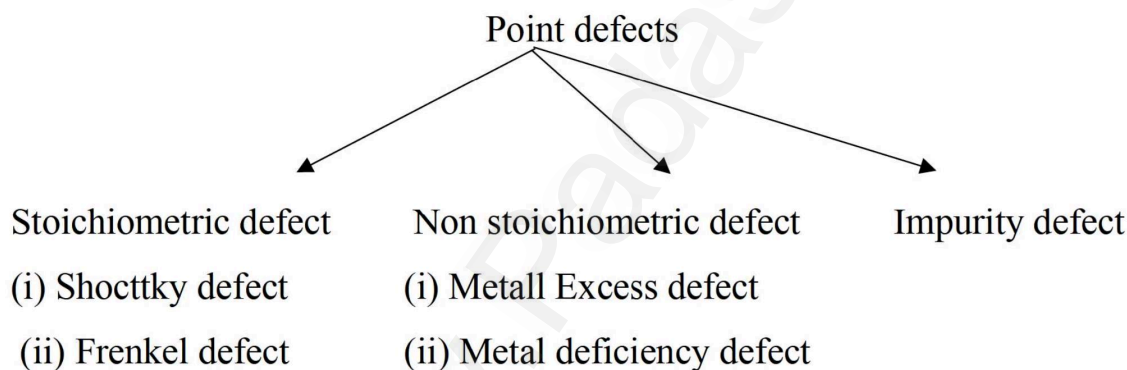 Point defects
Stoichiometric defect Non stoichiometric defect Impurity defect
(i) Shocttky defect (i) Metall Excess defect
(ii) Frenkel defect (ii) Metal deficiency defect